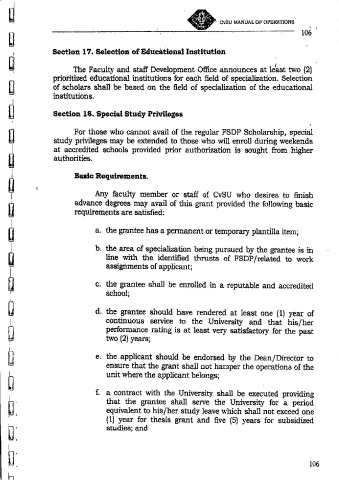 CvSU MANUAL OF OPERATIONS
106
Section 17. Selection of Educational Institution
The Faculty and staff Development Office announces at least two (2)
prioritized educational institutions for each field of specialization. Selection
of scholars shall be based on the field of specialization of the educational
institutions.
Section 18. Special Study Privileges
For those who cannot avail of the regular FSDP Scholarship, special
study privileges may be extended to those who will enroll during weekends
at accredited schools provided prior authorization is sought from higher
authorities.
Basic Requirements.
Any faculty member or staff of CvSU who desires to finish
advance degrees may avail of this grant provided the following basic
requirements are satisfied:
a. the grantee has a permanent or temporary plantilla item;
b. the area of specialization being pursued by the grantee is in
line with the identified thrusts of FSDP/related to work
assignments of applicant;
c. the grantee shall be enrolled in a reputable and accredited
school;
d. the grantee should have rendered at least one (1) year of
continuous service to the University and that his/her
performance rating is at least very satisfactory for the past
two (2) years;
e. the applicant should be endorsed by the Dean/Director to
ensure that the grant shall not hamper the operations of the
unit where the applicant belongs;
f. a contract with the University shall be executed providing
that the grantee shall serve the University for a period
equivalent to his/her study leave which shall not exceed one
(1) year for thesis grant and five (5) years for subsidized
studies; and
106